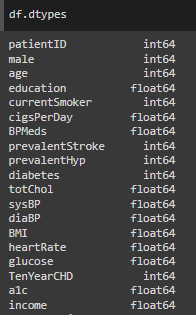 df.dtypes
patientID int64
male int64
age int64
education float64
currentSmoker int64
cigsPerDay float64
BPMeds float64
prevalentStroke int64
prevalentHyp int64
diabetes int64
totChol float64
sysBP float64
diaBP float64
BMI float64
heartRate float64
glucose float64
TenYearCHD int64
a1c float64
income float64